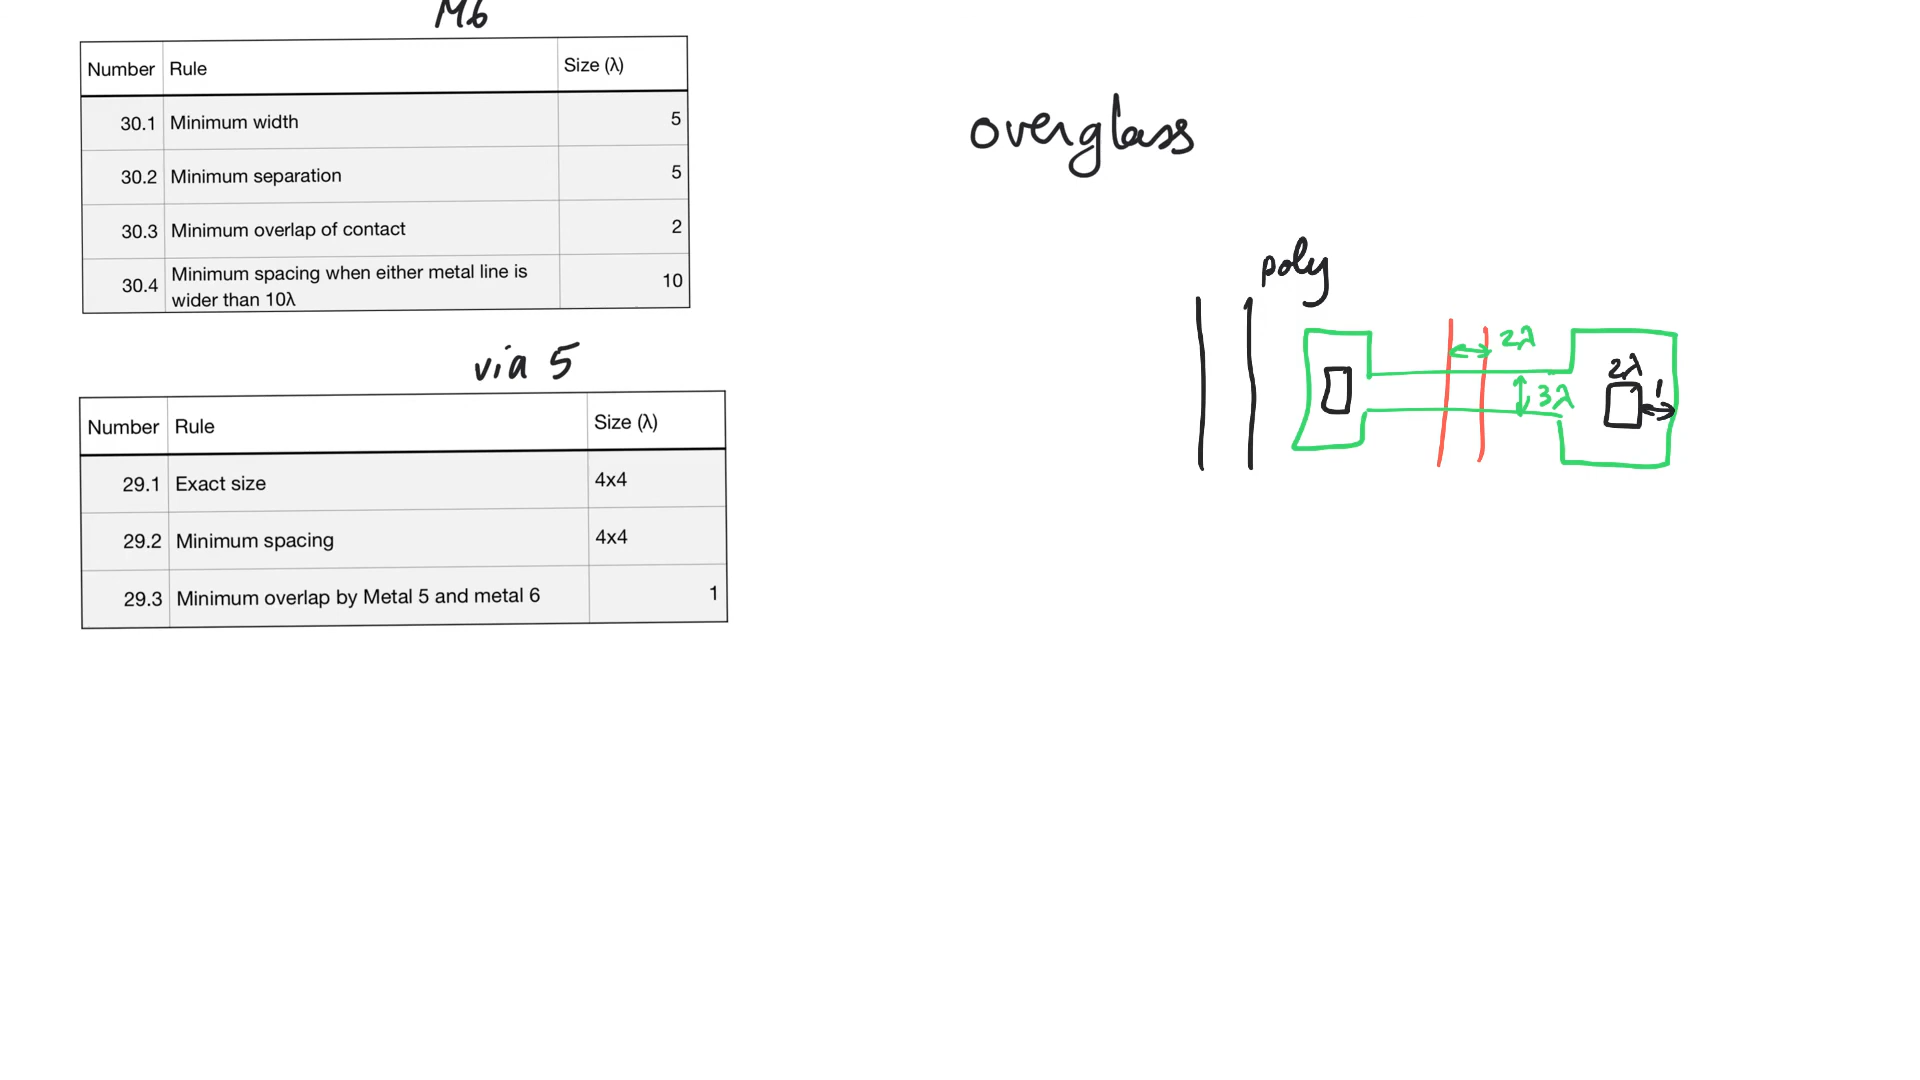 M6
Number Rule Size (λ)
30.1 Minimum width 5
30.2 Minimum separation 5
30.3 Minimum overlap of contact 2
30.4 Minimum spacing when either metal line is
wider than 10λ 10
via 5
Number Rule Size (λ)
29.1 Exact size 4x4
29.2 Minimum spacing 4x4
29.3 Minimum overlap by Metal 5 and metal 6 1
overglass
poly
2λ
3λ
2λ
1